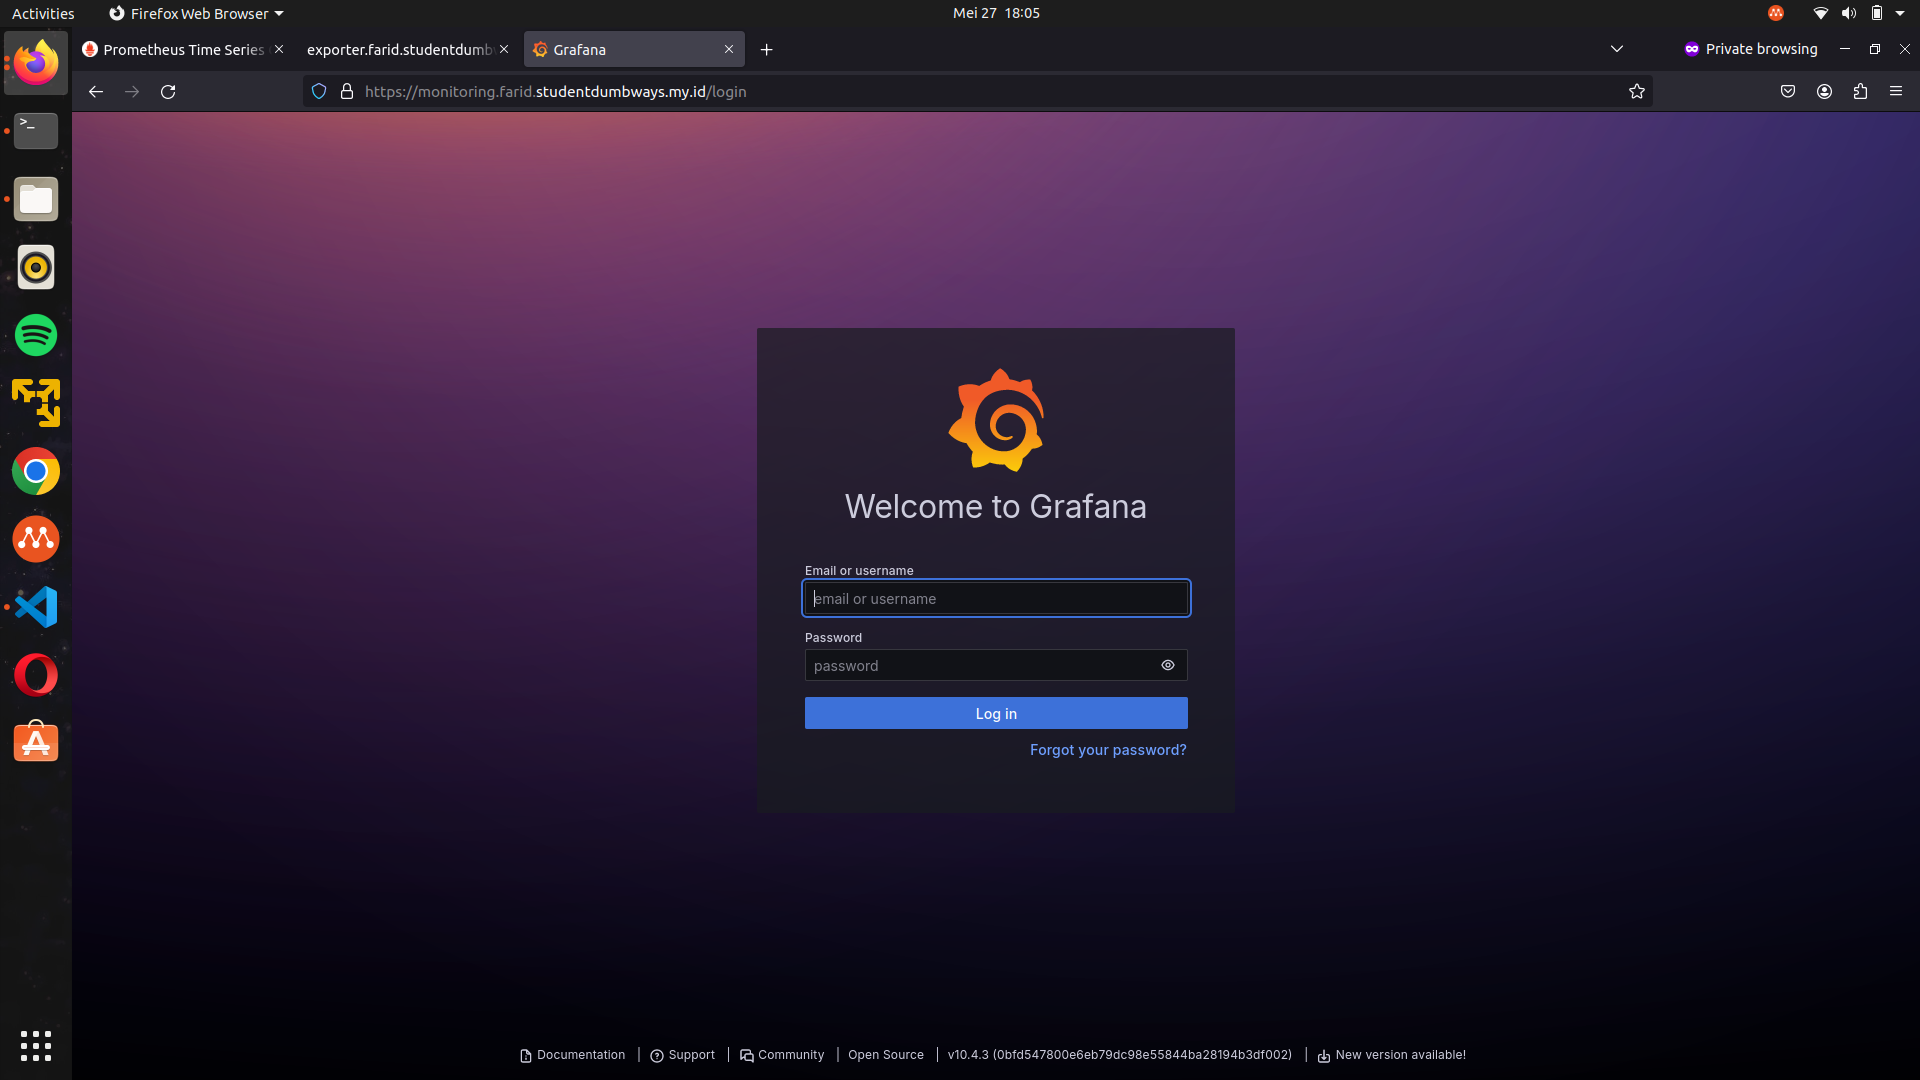 Activities
Firefox Web Browser
Mei 27 18:05
Prometheus Time Series
exporter.farid.studentdumbw
Grafana
Private browsing
https://monitoring.farid.studentdumbways.my.id/login
>_
Welcome to Grafana
Email or username
email or username
Password
password
Log in
Forgot your password?
Documentation | Support | Community | Open Source | v10.4.3 (0bfd547800e6eb79dc98e55844ba28194b3df002) | New version available!